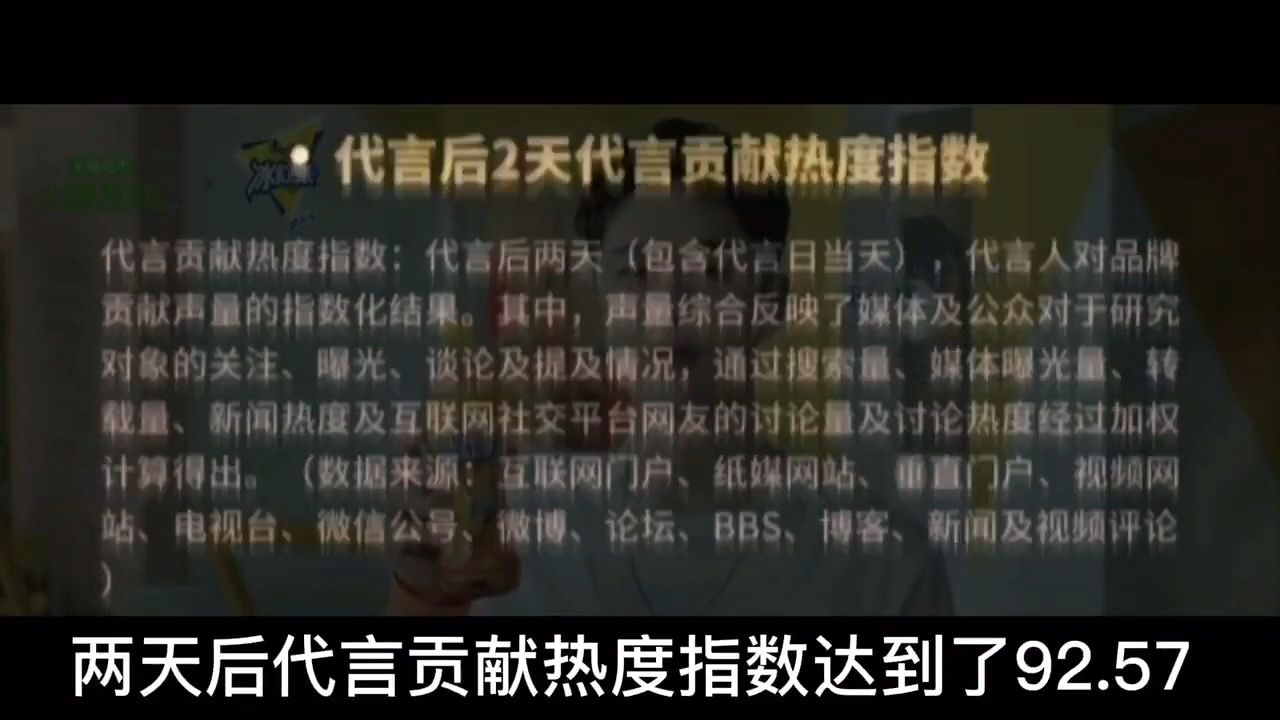 代言后2天代言贡献热度指数
代言贡献热度指数：代言后两天（包含代言日当天），代言人对品牌
贡献声量的指数化结果。其中，声量综合反映了媒体及公众对于研究
对象的关注、曝光、谈论及提及情况，通过搜索量、媒体曝光量、转
载量、新闻热度及互联网社交平台网友的讨论量及讨论热度经过加权
计算得出。（数据来源：互联网门户、纸媒网站、垂直门户、视频网
站、电视台、微信公号、微博、论坛、BBS、博客、新闻及视频评论
）
两天后代言贡献热度指数达到了92.57